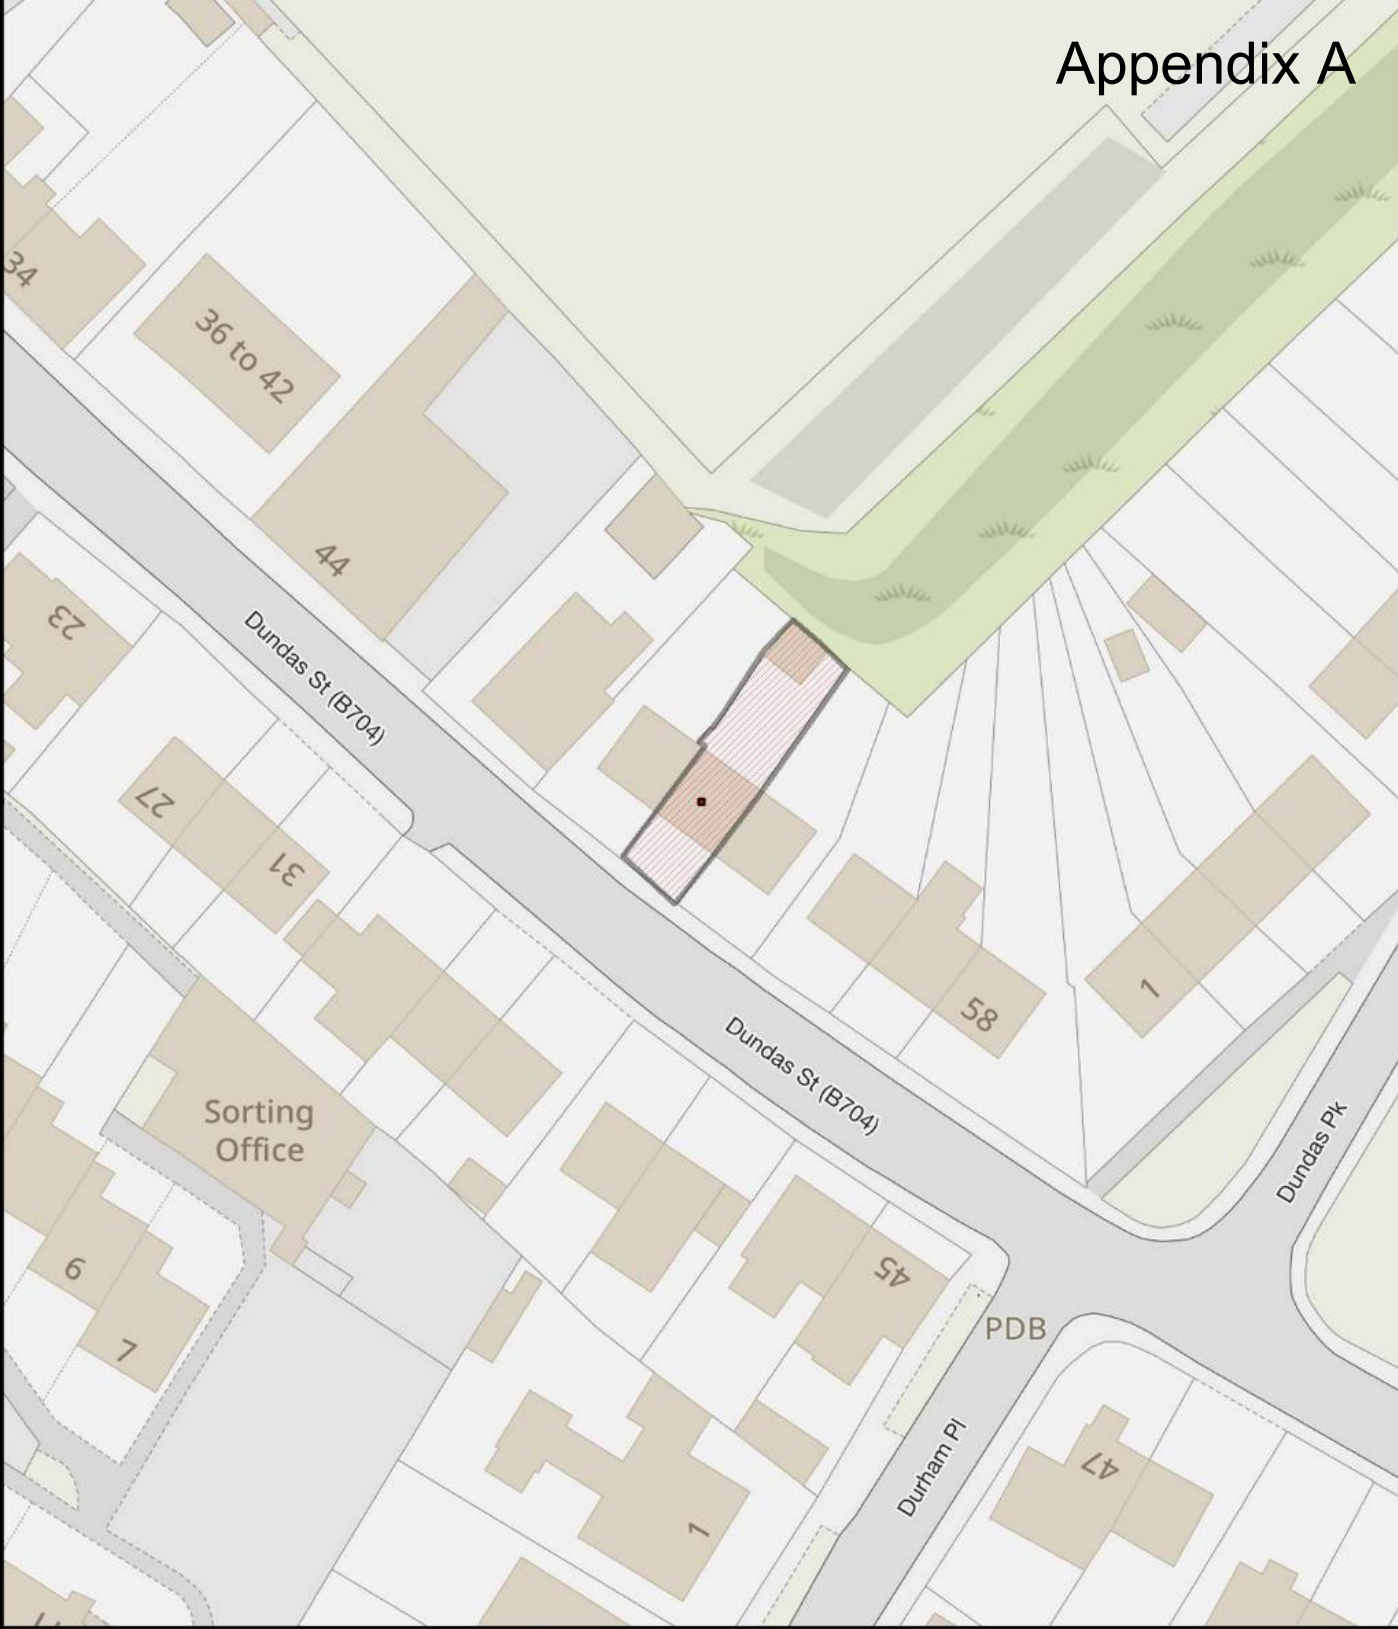 Appendix A
34
36 to 42
44
23
Dundas St (B704)
27
31
58
1
Dundas St (B704)
Sorting
Office
Dundas Pk
6
7
45
PDB
Durham Pl
47
1